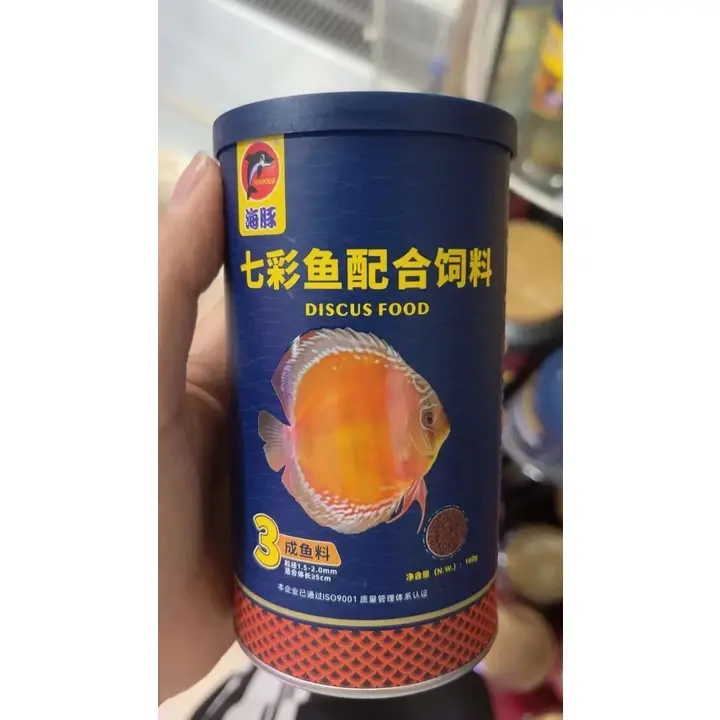 海豚
七彩鱼配合饲料
DISCUS FOOD
3 成鱼料
粒径1.5-2.0mm
适合体长≥5cm
净含量（N.W.）：160g
本企业已通过ISO9001 质量管理体系认证